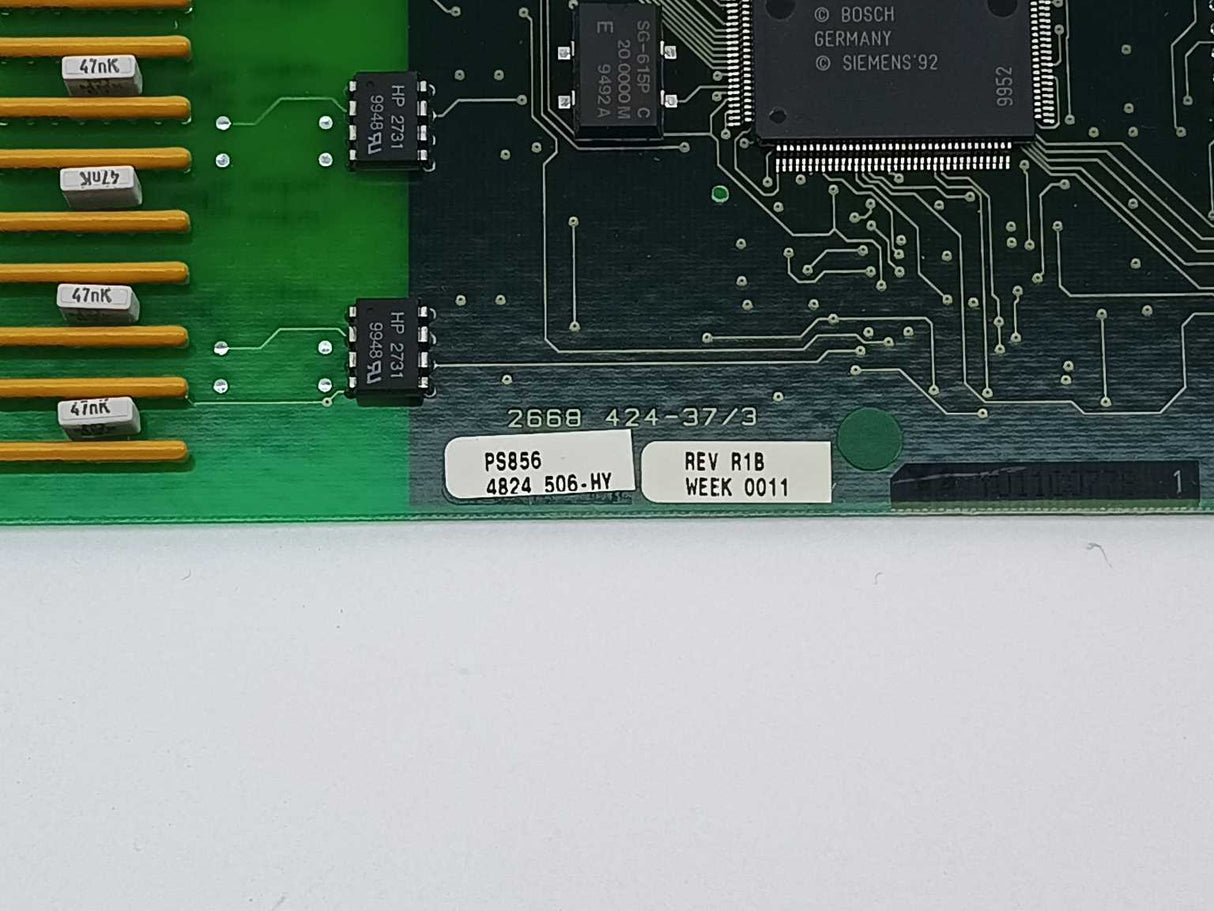 47nK
47nK
47nK
47nK
HP 2731
9948
HP 2731
9948
SG-615P C
20.0000M
E 9492A
© BOSCH
GERMANY
© SIEMENS'92
9952
2668 424-37/3
PS856
4824 506-HY
REV R1B
WEEK 0011
1